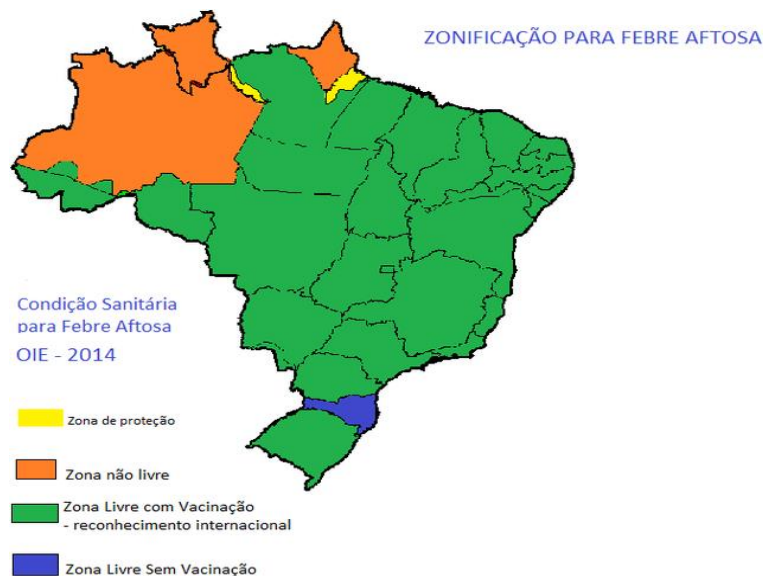 ZONIFICAÇÃO PARA FEBRE AFTOSA
Condição Sanitária
para Febre Aftosa
OIE - 2014
Zona de proteção
Zona não livre
Zona Livre com Vacinação
- reconhecimento internacional
Zona Livre Sem Vacinação